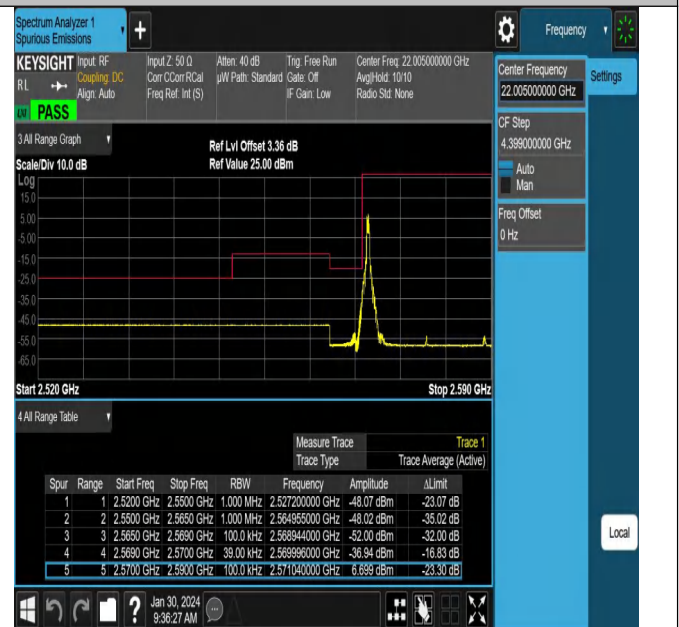 Spectrum Analyzer 1
Spurious Emissions
Frequency
KEYSIGHT
RL
LXI
PASS
Input: RF
Coupling: DC
Align: Auto
Input Z: 50 Ω
Corr CCorr RCal
Freq Ref: Int (S)
Atten: 40 dB
µW Path: Standard
Trig: Free Run
Gate: Off
IF Gain: Low
Center Freq: 22.005000000 GHz
Avg|Hold: 10/10
Radio Std: None
Center Frequency
22.005000000 GHz
Settings
CF Step
4.399000000 GHz
Auto
Man
Freq Offset
0 Hz
3 All Range Graph
Scale/Div 10.0 dB
Ref Lvl Offset 3.36 dB
Ref Value 25.00 dBm
Log
15.0
5.00
-5.00
-15.0
-25.0
-35.0
-45.0
-55.0
-65.0
Start 2.520 GHz
Stop 2.590 GHz
4 All Range Table
Measure Trace Trace 1
Trace Type Trace Average (Active)
Spur Range Start Freq Stop Freq RBW Frequency Amplitude ΔLimit
1 1 2.5200 GHz 2.5500 GHz 1.000 MHz 2.527200000 GHz -48.07 dBm -23.07 dB
2 2 2.5500 GHz 2.5650 GHz 1.000 MHz 2.564955000 GHz -48.02 dBm -35.02 dB
3 3 2.5650 GHz 2.5690 GHz 100.0 kHz 2.568944000 GHz -52.00 dBm -32.00 dB
4 4 2.5690 GHz 2.5700 GHz 39.00 kHz 2.569996000 GHz -36.94 dBm -16.83 dB
5 5 2.5700 GHz 2.5900 GHz 100.0 kHz 2.571040000 GHz 6.699 dBm -23.30 dB
Local
Jan 30, 2024
9:36:27 AM